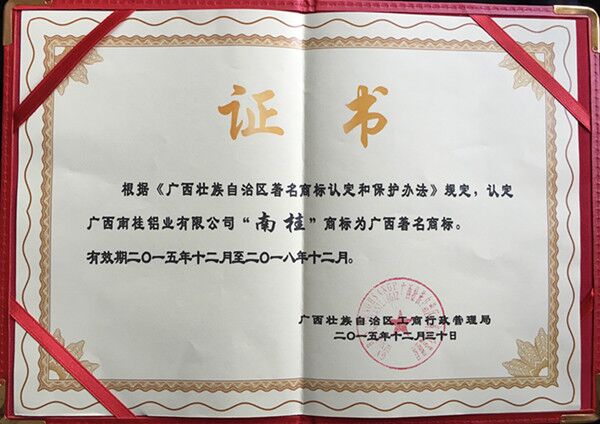 证书
根据《广西壮族自治区著名商标认定和保护办法》规定，认定
广西南桂铝业有限公司“南桂”商标为广西著名商标。
有效期二〇一五年十二月至二〇一八年十二月。
广西壮族自治区工商行政管理局
二〇一五年十二月三十日